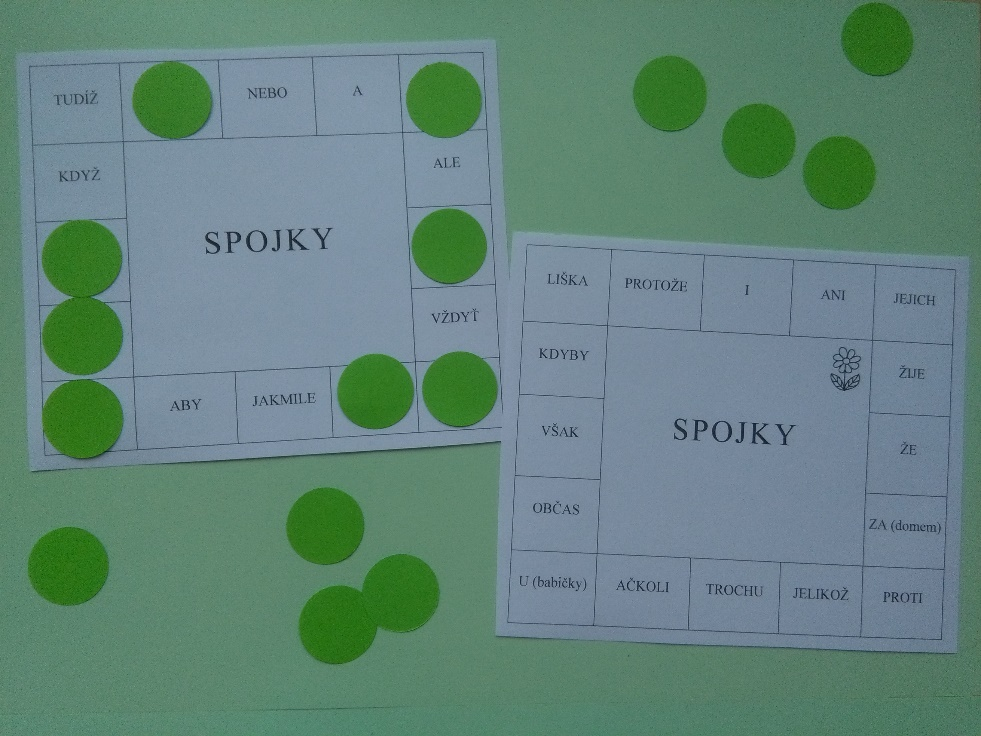 TUDÍŽ
NEBO
A
KDYŽ
ALE
SPOJKY
VŽDYŤ
ABY
JAKMILE
LIŠKA
PROTOŽE
I
ANI
JEJICH
KDYBY
ŽIJE
SPOJKY
VŠAK
ŽE
OBČAS
ZA (domem)
U (babičky)
AČKOLI
TROCHU
JELIKOŽ
PROTI